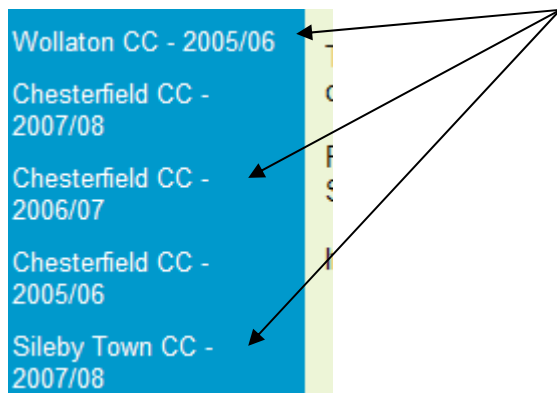 Wollaton CC - 2005/06
Chesterfield CC -
2007/08
Chesterfield CC -
2006/07
Chesterfield CC -
2005/06
Sileby Town CC -
2007/08